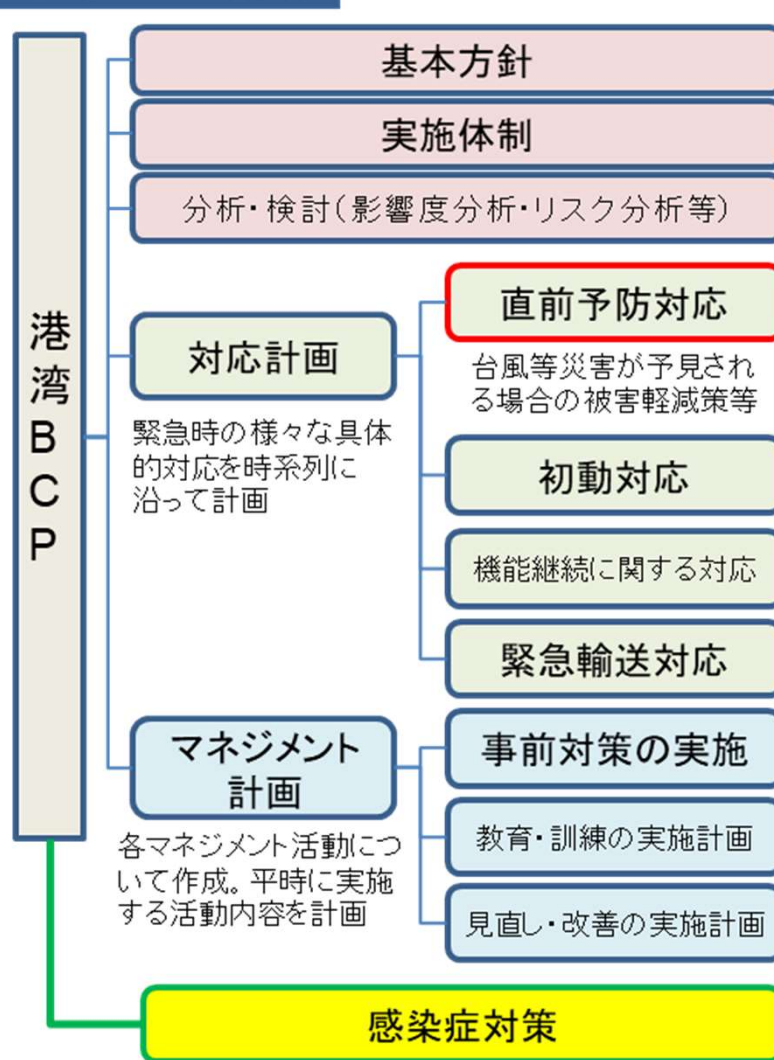 港湾BCP
基本方針
実施体制
分析・検討(影響度分析・リスク分析等)
対応計画
緊急時の様々な具体
的対応を時系列に
沿って計画
直前予防対応
台風等災害が予見され
る場合の被害軽減策等
初動対応
機能継続に関する対応
緊急輸送対応
マネジメント
計画
各マネジメント活動につ
いて作成。平時に実施
する活動内容を計画
事前対策の実施
教育・訓練の実施計画
見直し・改善の実施計画
感染症対策